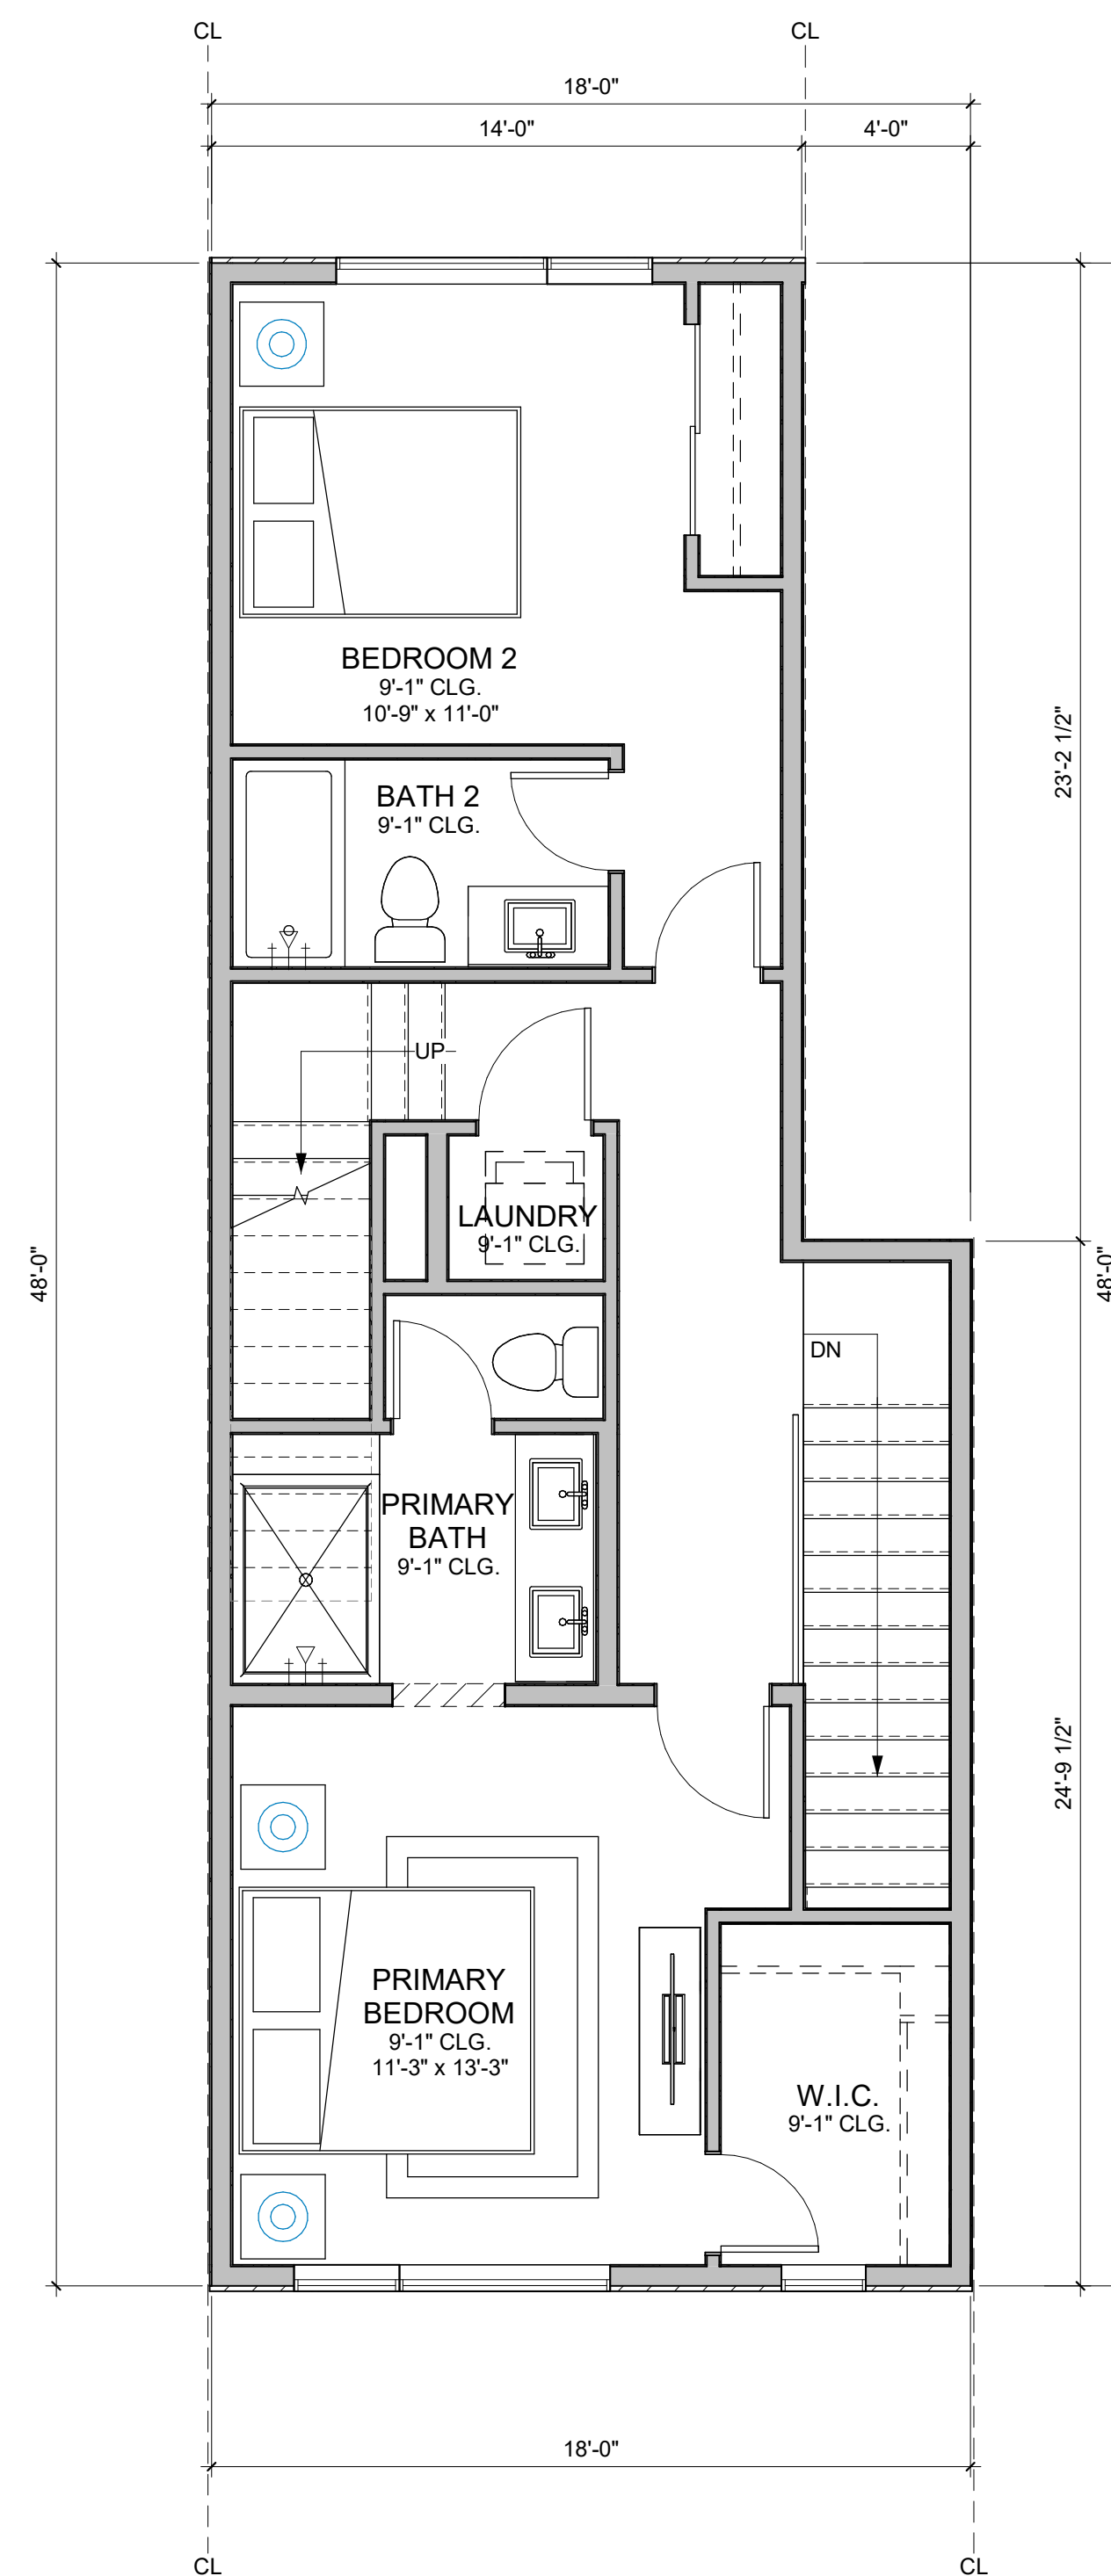 CL
CL
18'-0"
14'-0"
4'-0"
BEDROOM 2
9'-1" CLG.
10'-9" x 11'-0"
23'-2 1/2"
BATH 2
9'-1" CLG.
UP
LAUNDRY
9'-1" CLG.
48'-0"
48'-0"
DN
PRIMARY
BATH
9'-1" CLG.
24'-9 1/2"
PRIMARY
BEDROOM
9'-1" CLG.
11'-3" x 13'-3"
W.I.C.
9'-1" CLG.
18'-0"
CL
CL